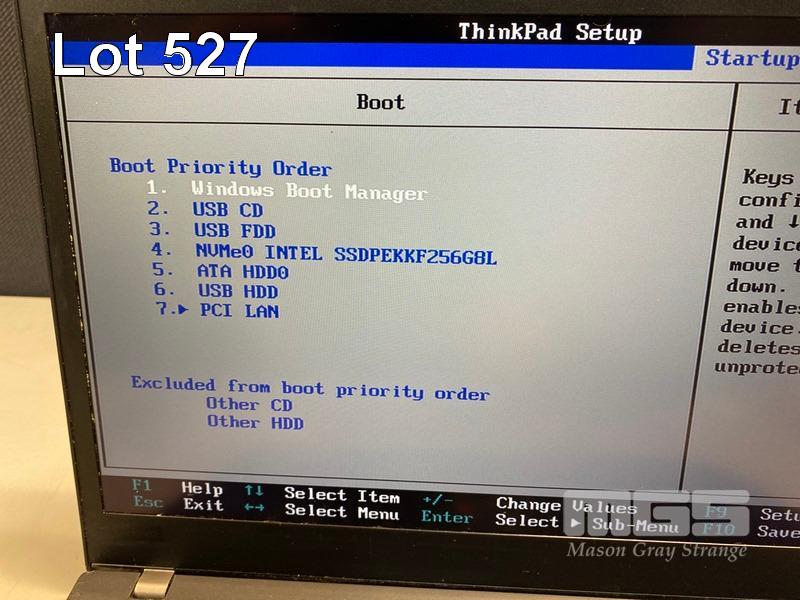 Lot 527
ThinkPad Setup
Startup
Boot
Boot Priority Order
1. Windows Boot Manager
2. USB CD
3. USB FDD
4. NVMe0 INTEL SSDPEKKF256G8L
5. ATA HDD0
6. USB HDD
7.▸ PCI LAN
Excluded from boot priority order
Other CD
Other HDD
Keys
and ↓
down.
F1 Help ↑↓ Select Item +/- Change Values F9
Esc Exit ←→ Select Menu Enter Select ▸ Sub-Menu F10 Save
MGS
Mason Gray Strange